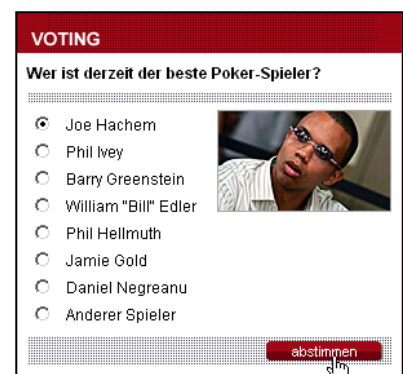 VOTING
Wer ist derzeit der beste Poker-Spieler?
Joe Hachem
Phil Ivey
Barry Greenstein
William "Bill" Edler
Phil Hellmuth
Jamie Gold
Daniel Negreanu
Anderer Spieler
abstimmen